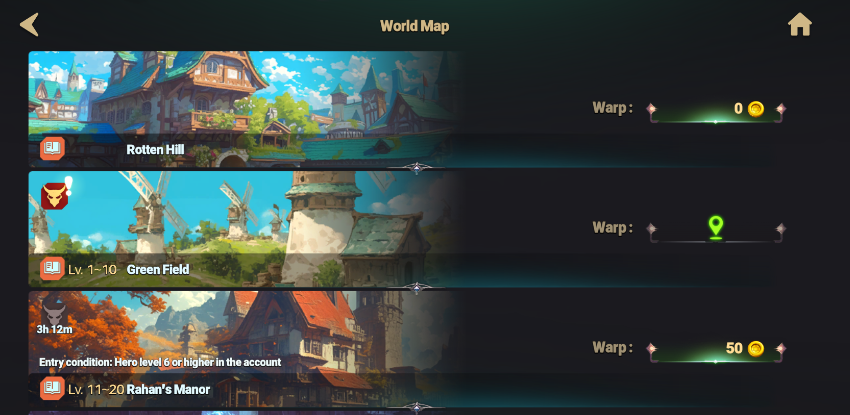 World Map
Warp: 0
Rotten Hill
Warp:
Lv. 1~10 Green Field
3h 12m
Entry condition: Hero level 6 or higher in the account
Warp: 50
Lv. 11~20 Rahan's Manor